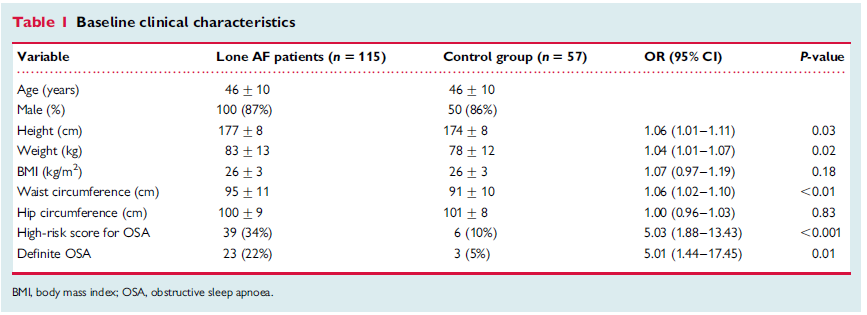 Table 1 Baseline clinical characteristics
Variable Lone AF patients (n = 115) Control group (n = 57) OR (95% CI) P-value
Age (years) 46 ± 10 46 ± 10
Male (%) 100 (87%) 50 (86%)
Height (cm) 177 ± 8 174 ± 8 1.06 (1.01–1.11) 0.03
Weight (kg) 83 ± 13 78 ± 12 1.04 (1.01–1.07) 0.02
BMI (kg/m²) 26 ± 3 26 ± 3 1.07 (0.97–1.19) 0.18
Waist circumference (cm) 95 ± 11 91 ± 10 1.06 (1.02–1.10) <0.01
Hip circumference (cm) 100 ± 9 101 ± 8 1.00 (0.96–1.03) 0.83
High-risk score for OSA 39 (34%) 6 (10%) 5.03 (1.88–13.43) <0.001
Definite OSA 23 (22%) 3 (5%) 5.01 (1.44–17.45) 0.01
BMI, body mass index; OSA, obstructive sleep apnoea.